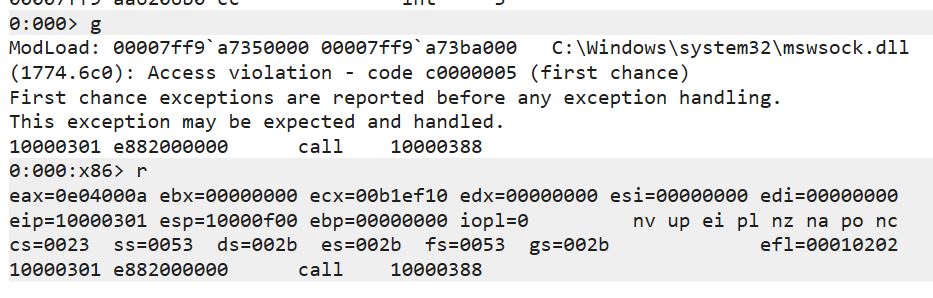 0:000> g
ModLoad: 00007ff9`a7350000 00007ff9`a73ba000   C:\Windows\system32\mswsock.dll
(1774.6c0): Access violation - code c0000005 (first chance)
First chance exceptions are reported before any exception handling.
This exception may be expected and handled.
10000301 e882000000      call    10000388
0:000:x86> r
eax=0e04000a ebx=00000000 ecx=00b1ef10 edx=00000000 esi=00000000 edi=00000000
eip=10000301 esp=10000f00 ebp=00000000 iopl=0         nv up ei pl nz na po nc
cs=0023  ss=0053  ds=002b  es=002b  fs=0053  gs=002b             efl=00010202
10000301 e882000000      call    10000388